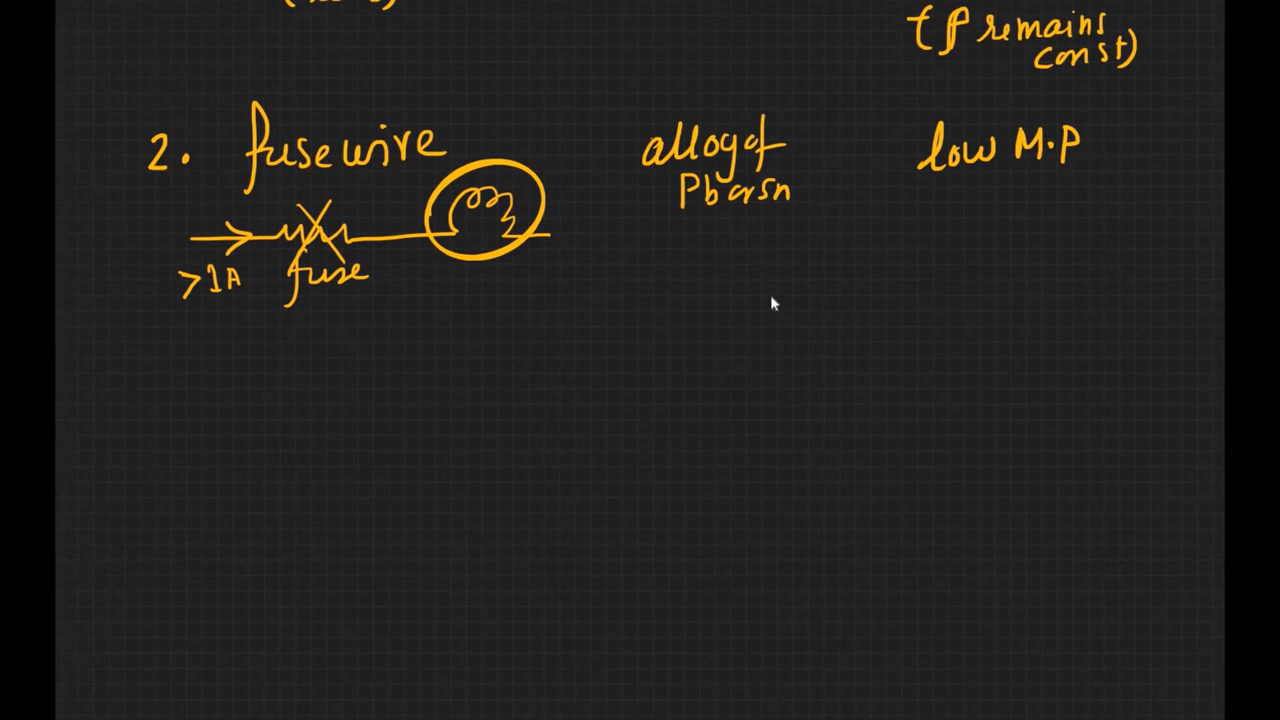 (ρ remains
const)
2. fuse wire
alloy of
Pb or Sn
low M.P
>1A
fuse